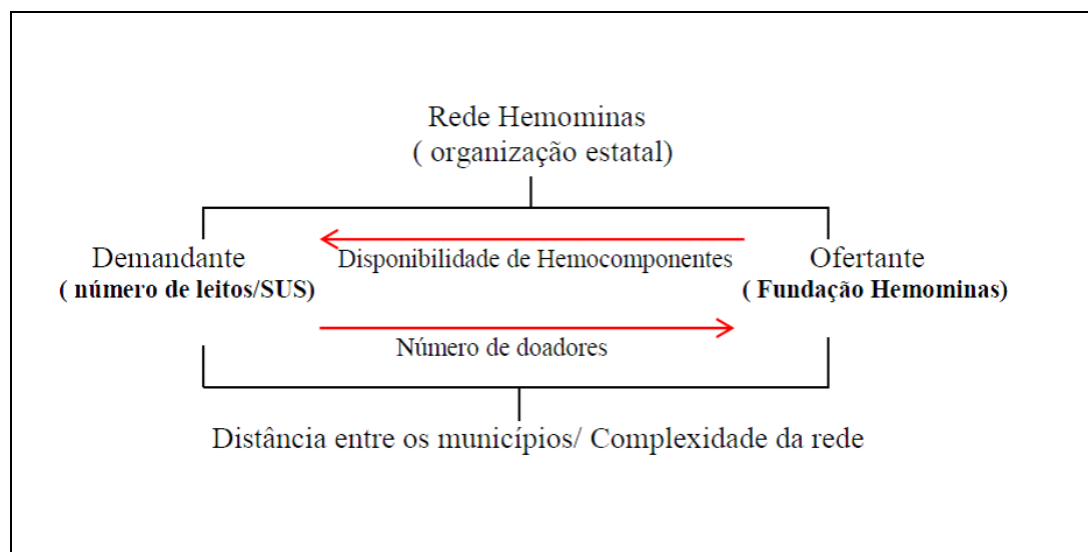 Rede Hemominas
( organização estatal)
Demandante
( número de leitos/SUS)
Disponibilidade de Hemocomponentes
Ofertante
( Fundação Hemominas)
Número de doadores
Distância entre os municípios/ Complexidade da rede